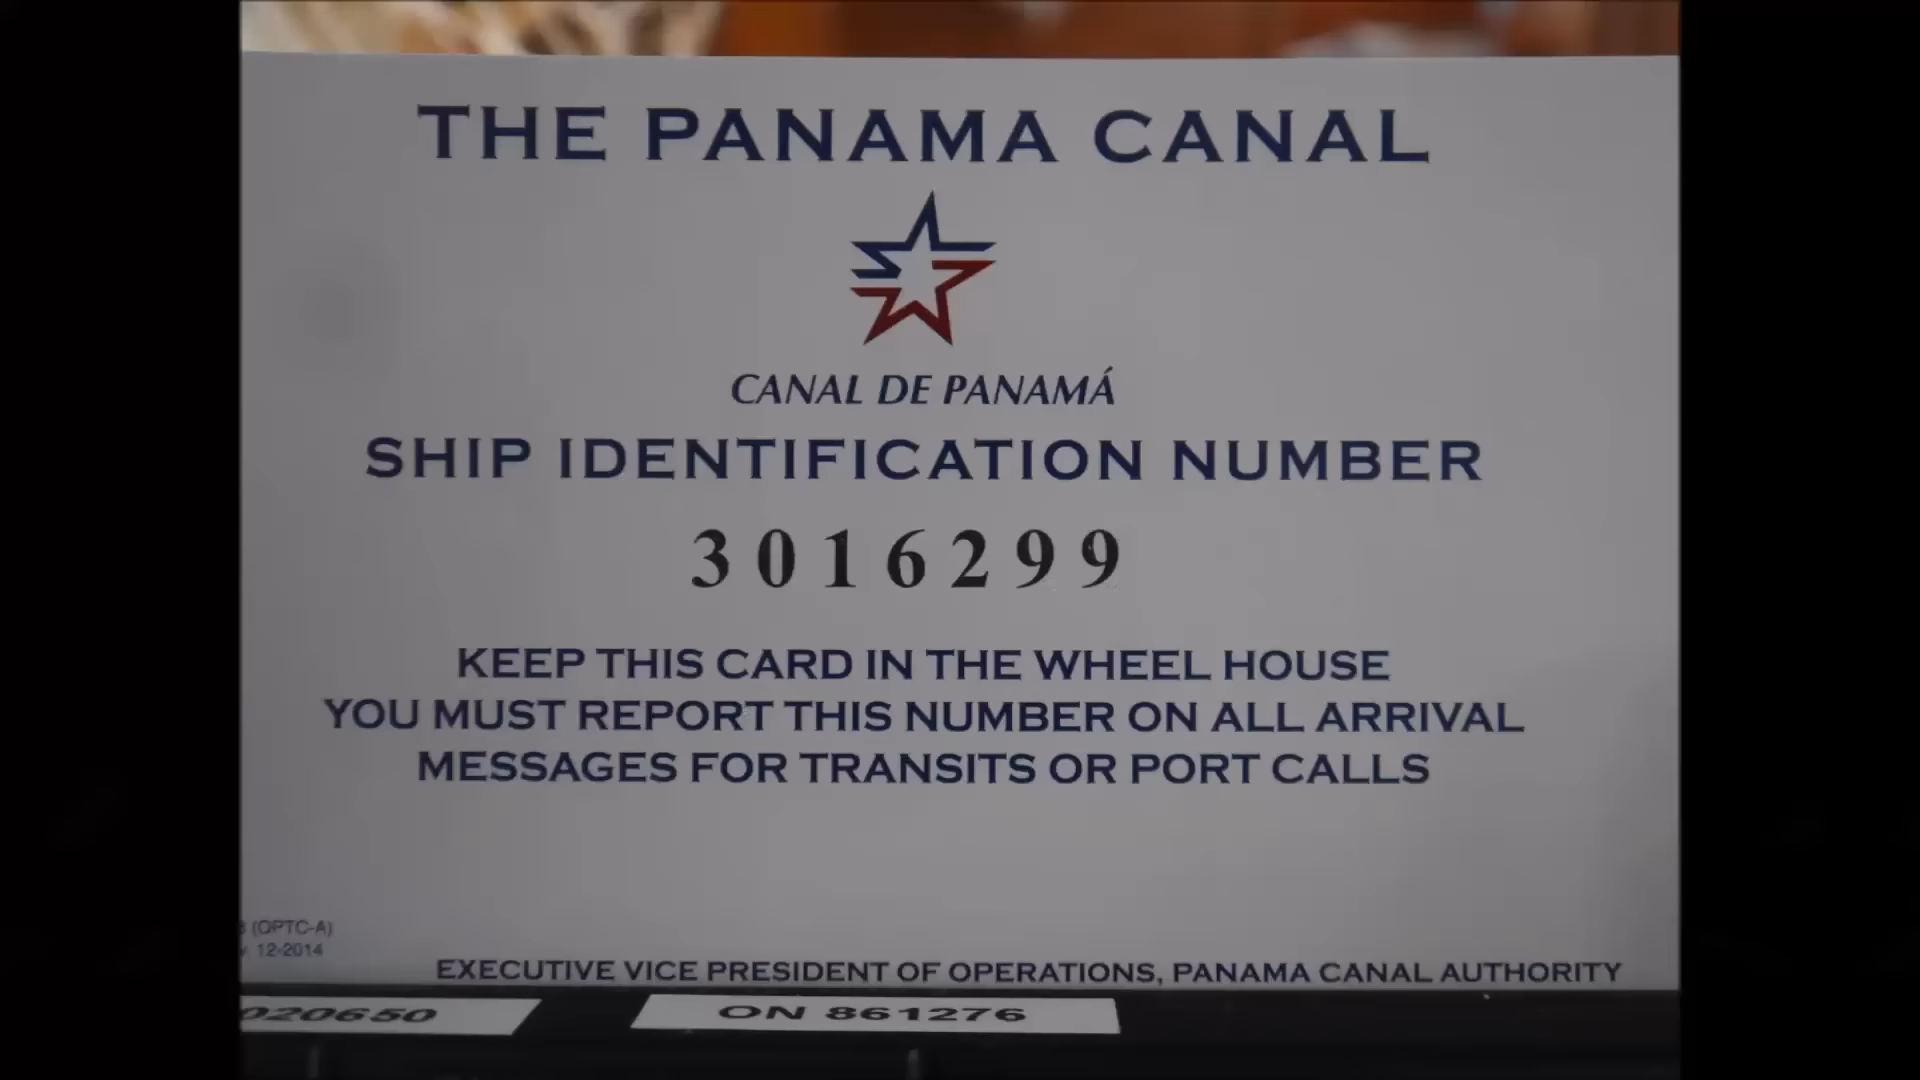 THE PANAMA CANAL
CANAL DE PANAMÁ
SHIP IDENTIFICATION NUMBER
3016299
KEEP THIS CARD IN THE WHEEL HOUSE
YOU MUST REPORT THIS NUMBER ON ALL ARRIVAL
MESSAGES FOR TRANSITS OR PORT CALLS
(OPTC-A)
12-2014
EXECUTIVE VICE PRESIDENT OF OPERATIONS, PANAMA CANAL AUTHORITY
020650
ON 861276